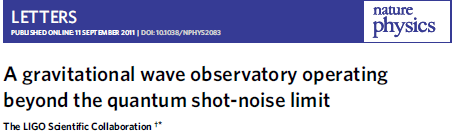 LETTERS
PUBLISHED ONLINE: 11 SEPTEMBER 2011 | DOI: 10.1038/NPHYS2083
nature
physics
A gravitational wave observatory operating
beyond the quantum shot-noise limit
The LIGO Scientific Collaboration †*